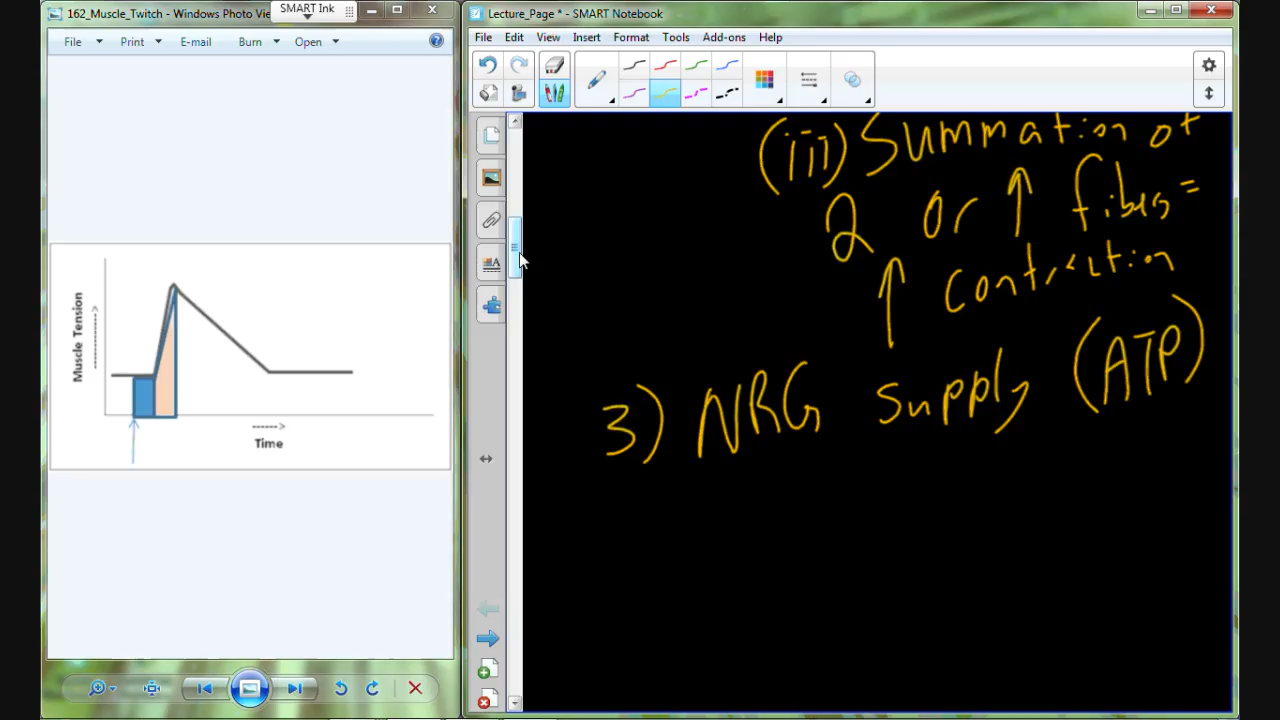 162_Muscle_Twitch - Windows Photo Vie
SMART Ink
File Print E-mail Burn Open
Muscle Tension
---->
---->
Time
Lecture_Page * - SMART Notebook
File Edit View Insert Format Tools Add-ons Help
(iii) Summation of
2 or ↑ fibers =
↑ Contraction
3) NRG supply (ATP)